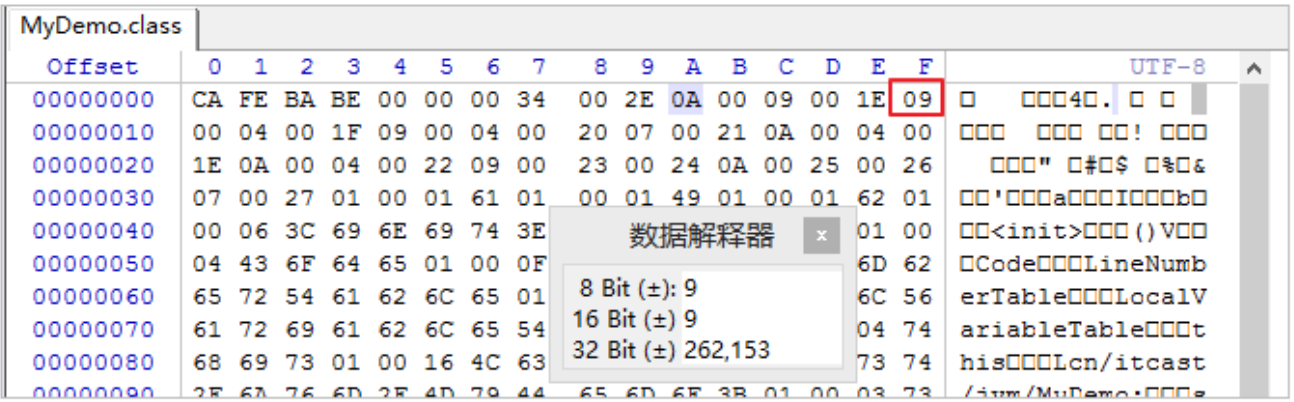 MyDemo.class
Offset 0 1 2 3 4 5 6 7 8 9 A B C D E F UTF-8
00000000 CA FE BA BE 00 00 00 34 00 2E 0A 00 09 00 1E 09 □ □□□4□. □ □
00000010 00 04 00 1F 09 00 04 00 20 07 00 21 0A 00 04 00 □□□ □□□ □□! □□□
00000020 1E 0A 00 04 00 22 09 00 23 00 24 0A 00 25 00 26 □□□" □#□$ □%□&
00000030 07 00 27 01 00 01 61 01 00 01 49 01 00 01 62 01 □□'□□□a□□□I□□□b□
00000040 00 06 3C 69 6E 69 74 3E 01 00 □□<init>□□□()V□□
00000050 04 43 6F 64 65 01 00 0F 6D 62 □Code□□□LineNumb
00000060 65 72 54 61 62 6C 65 01 6C 56 erTable□□□LocalV
00000070 61 72 69 61 62 6C 65 54 04 74 ariableTable□□□t
00000080 68 69 73 01 00 16 4C 63 73 74 his□□□Lcn/itcast
00000090 2F 6A 76 6D 2F 4D 79 44 65 6D 6F 3B 01 00 03 73 /jvm/MyDemo;□□□s
数据解释器 x
8 Bit (±): 9
16 Bit (±) 9
32 Bit (±) 262,153